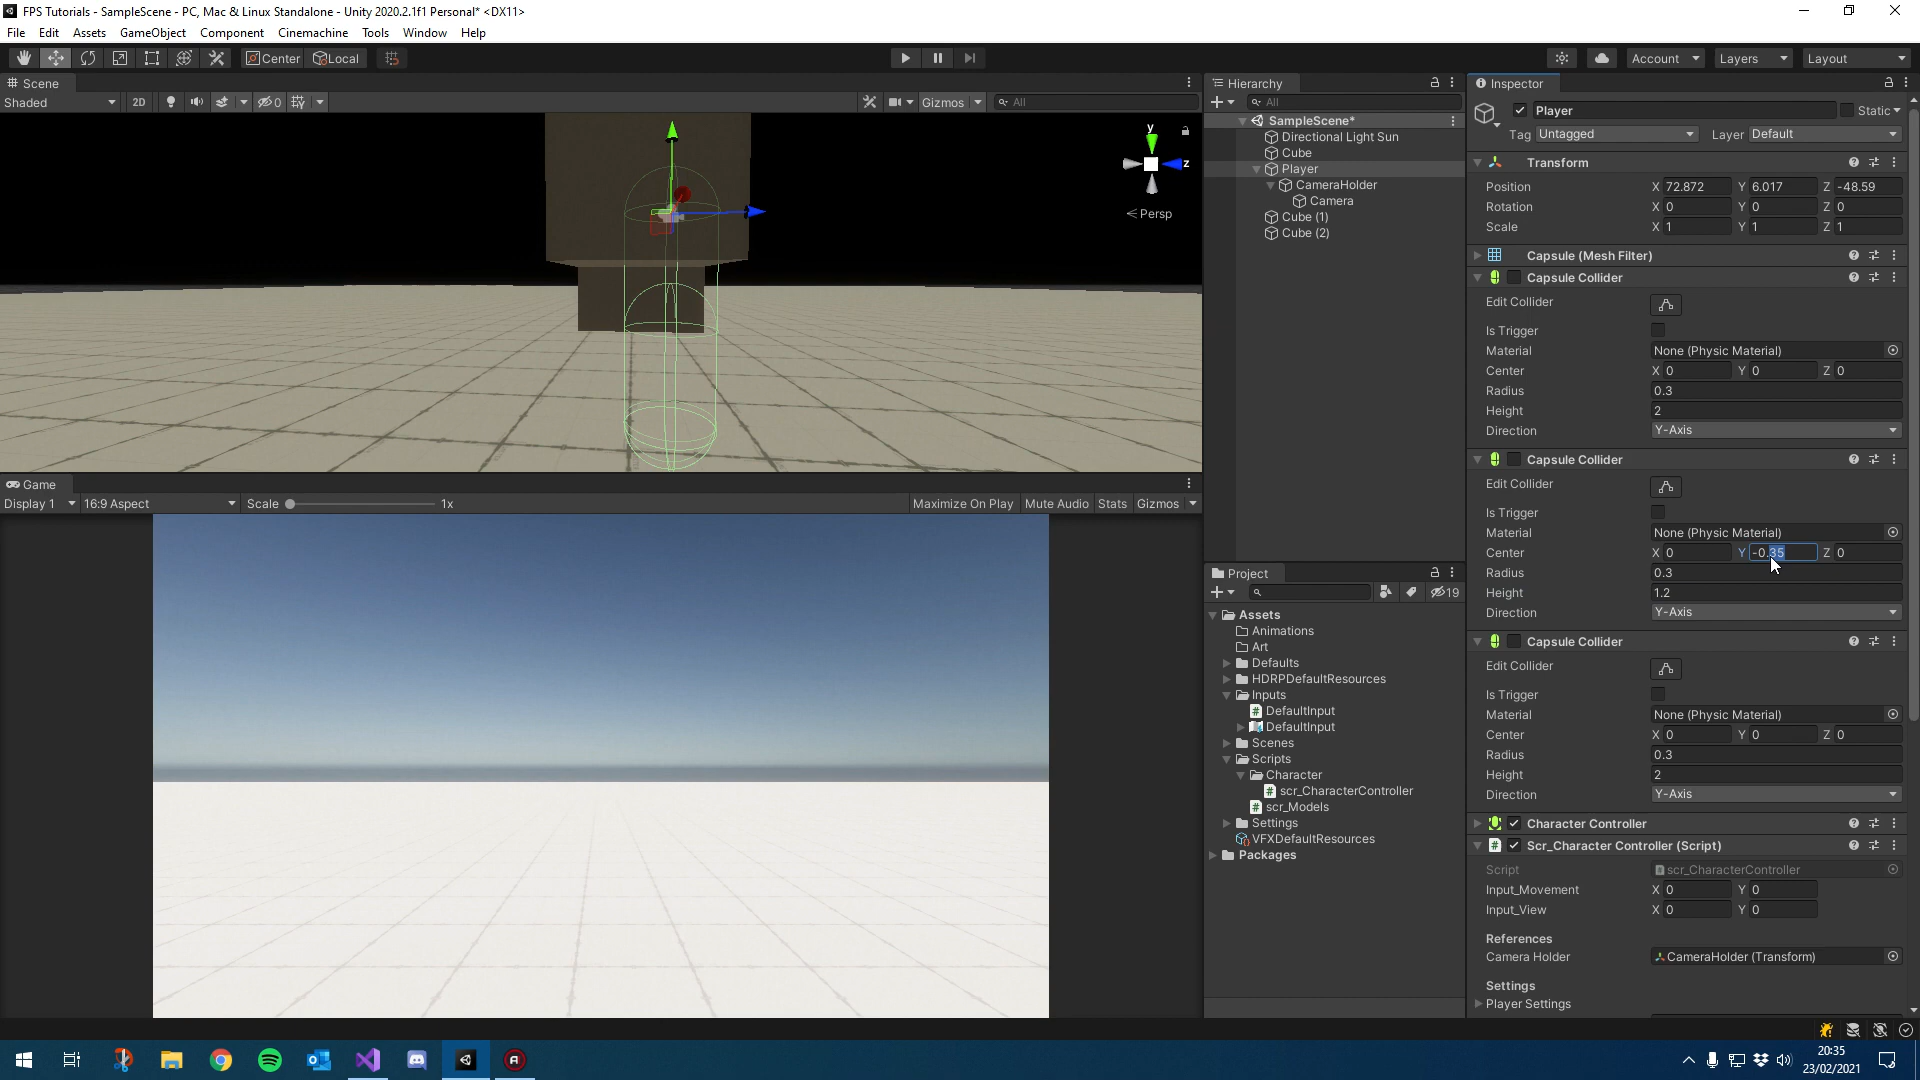 FPS Tutorials - SampleScene - PC, Mac & Linux Standalone - Unity 2020.2.1f1 Personal* <DX11>
File Edit Assets GameObject Component Cinemachine Tools Window Help
Center Local Account Layers Layout
Scene
Shaded 2D 0 Gizmos All
y
z
Persp
Game
Display 1 16:9 Aspect Scale 1x Maximize On Play Mute Audio Stats Gizmos
Hierarchy
All
SampleScene*
Directional Light Sun
Cube
Player
CameraHolder
Camera
Cube (1)
Cube (2)
Project
19
Assets
Animations
Art
Defaults
HDRPDefaultResources
Inputs
DefaultInput
DefaultInput
Scenes
Scripts
Character
scr_CharacterController
scr_Models
Settings
VFXDefaultResources
Packages
Inspector
Player Static
Tag Untagged Layer Default
Transform
Position X 72.872 Y 6.017 Z -48.59
Rotation X 0 Y 0 Z 0
Scale X 1 Y 1 Z 1
Capsule (Mesh Filter)
Capsule Collider
Edit Collider
Is Trigger
Material None (Physic Material)
Center X 0 Y 0 Z 0
Radius 0.3
Height 2
Direction Y-Axis
Capsule Collider
Edit Collider
Is Trigger
Material None (Physic Material)
Center X 0 Y -0.35 Z 0
Radius 0.3
Height 1.2
Direction Y-Axis
Capsule Collider
Edit Collider
Is Trigger
Material None (Physic Material)
Center X 0 Y 0 Z 0
Radius 0.3
Height 2
Direction Y-Axis
Character Controller
Scr_Character Controller (Script)
Script scr_CharacterController
Input_Movement X 0 Y 0
Input_View X 0 Y 0
References
Camera Holder CameraHolder (Transform)
Settings
Player Settings
20:35
23/02/2021